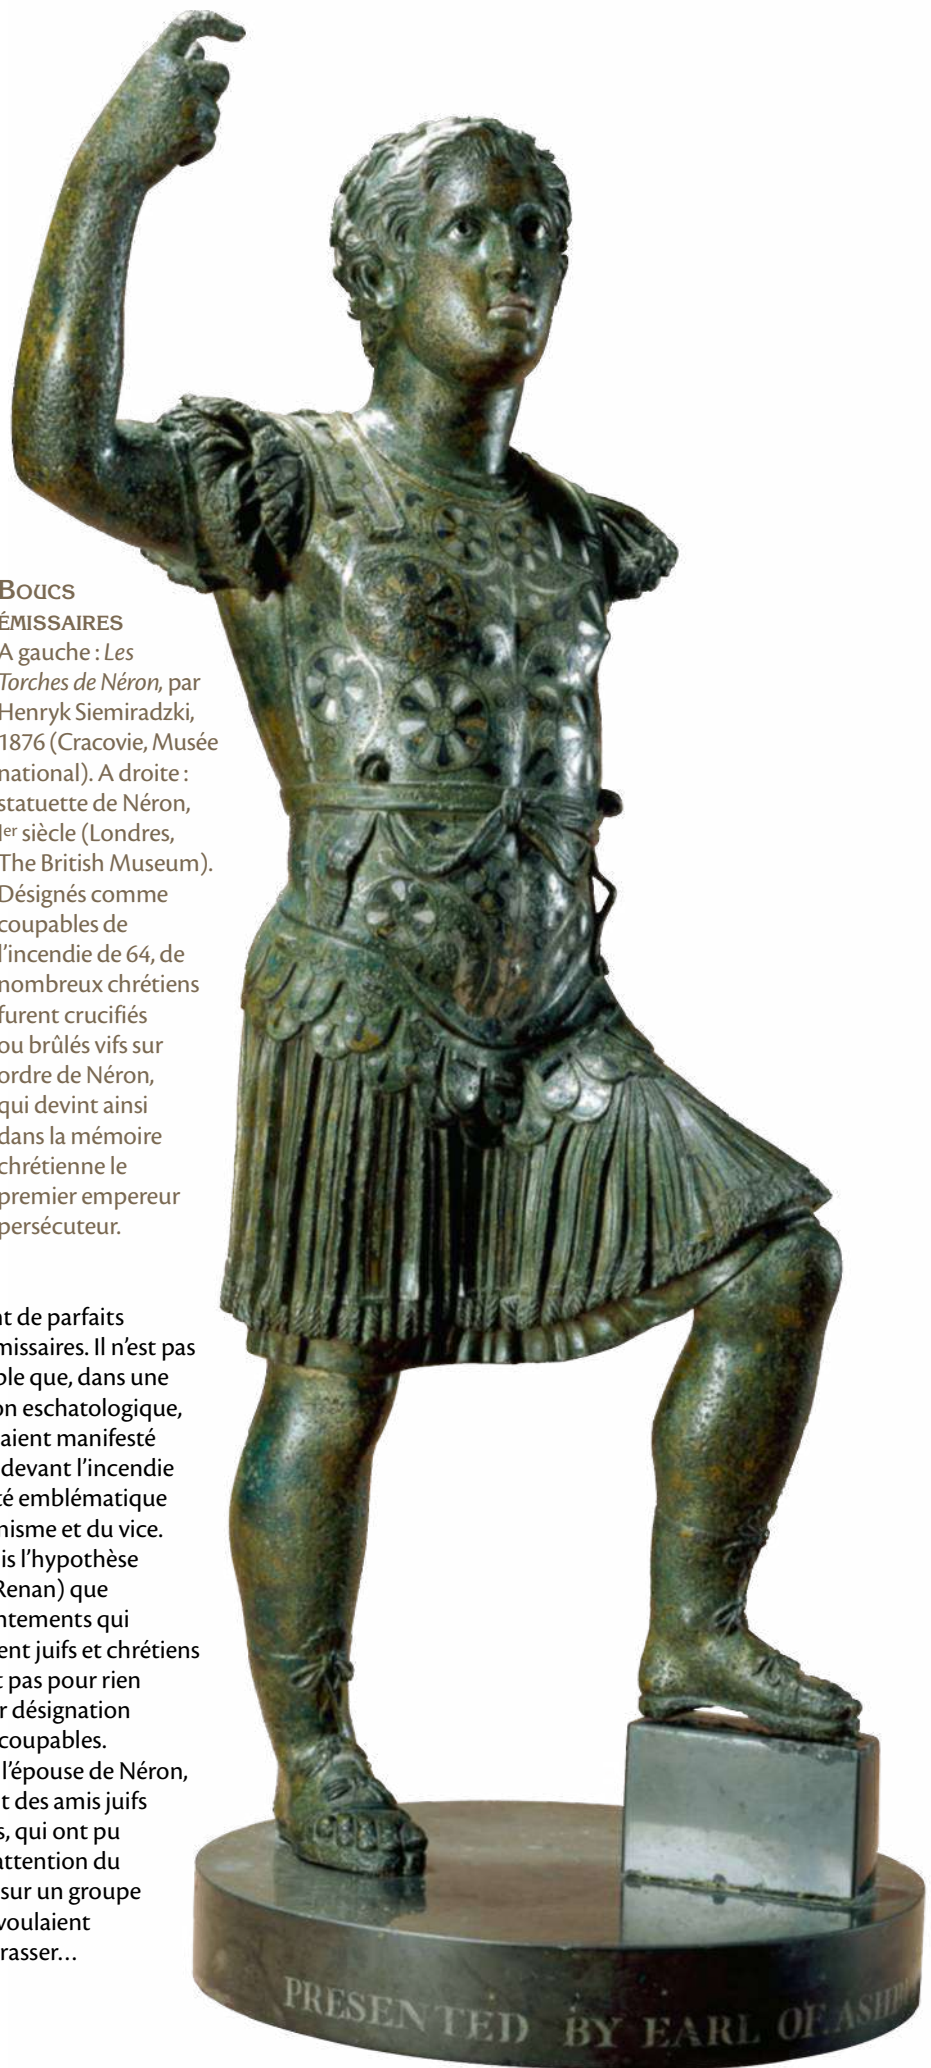 BOUCS
ÉMISSAIRES
A gauche : Les
Torches de Néron, par
Henryk Siemiradzki,
1876 (Cracovie, Musée
national). A droite :
statuette de Néron,
Ier siècle (Londres,
The British Museum).
Désignés comme
coupables de
l’incendie de 64, de
nombreux chrétiens
furent crucifiés
ou brûlés vifs sur
ordre de Néron,
qui devint ainsi
dans la mémoire
chrétienne le
premier empereur
persécuteur.
de parfaits
Il n’est pas
que, dans une
eschatologique,
manifesté
devant l’incendie
emblématique
et du vice.
l’hypothèse
Renan) que
qui
juifs et chrétiens
pas pour rien
désignation
coupables.
l’épouse de Néron,
des amis juifs
qui ont pu
du
sur un groupe
voulaient
PRESENTED BY EARL OF